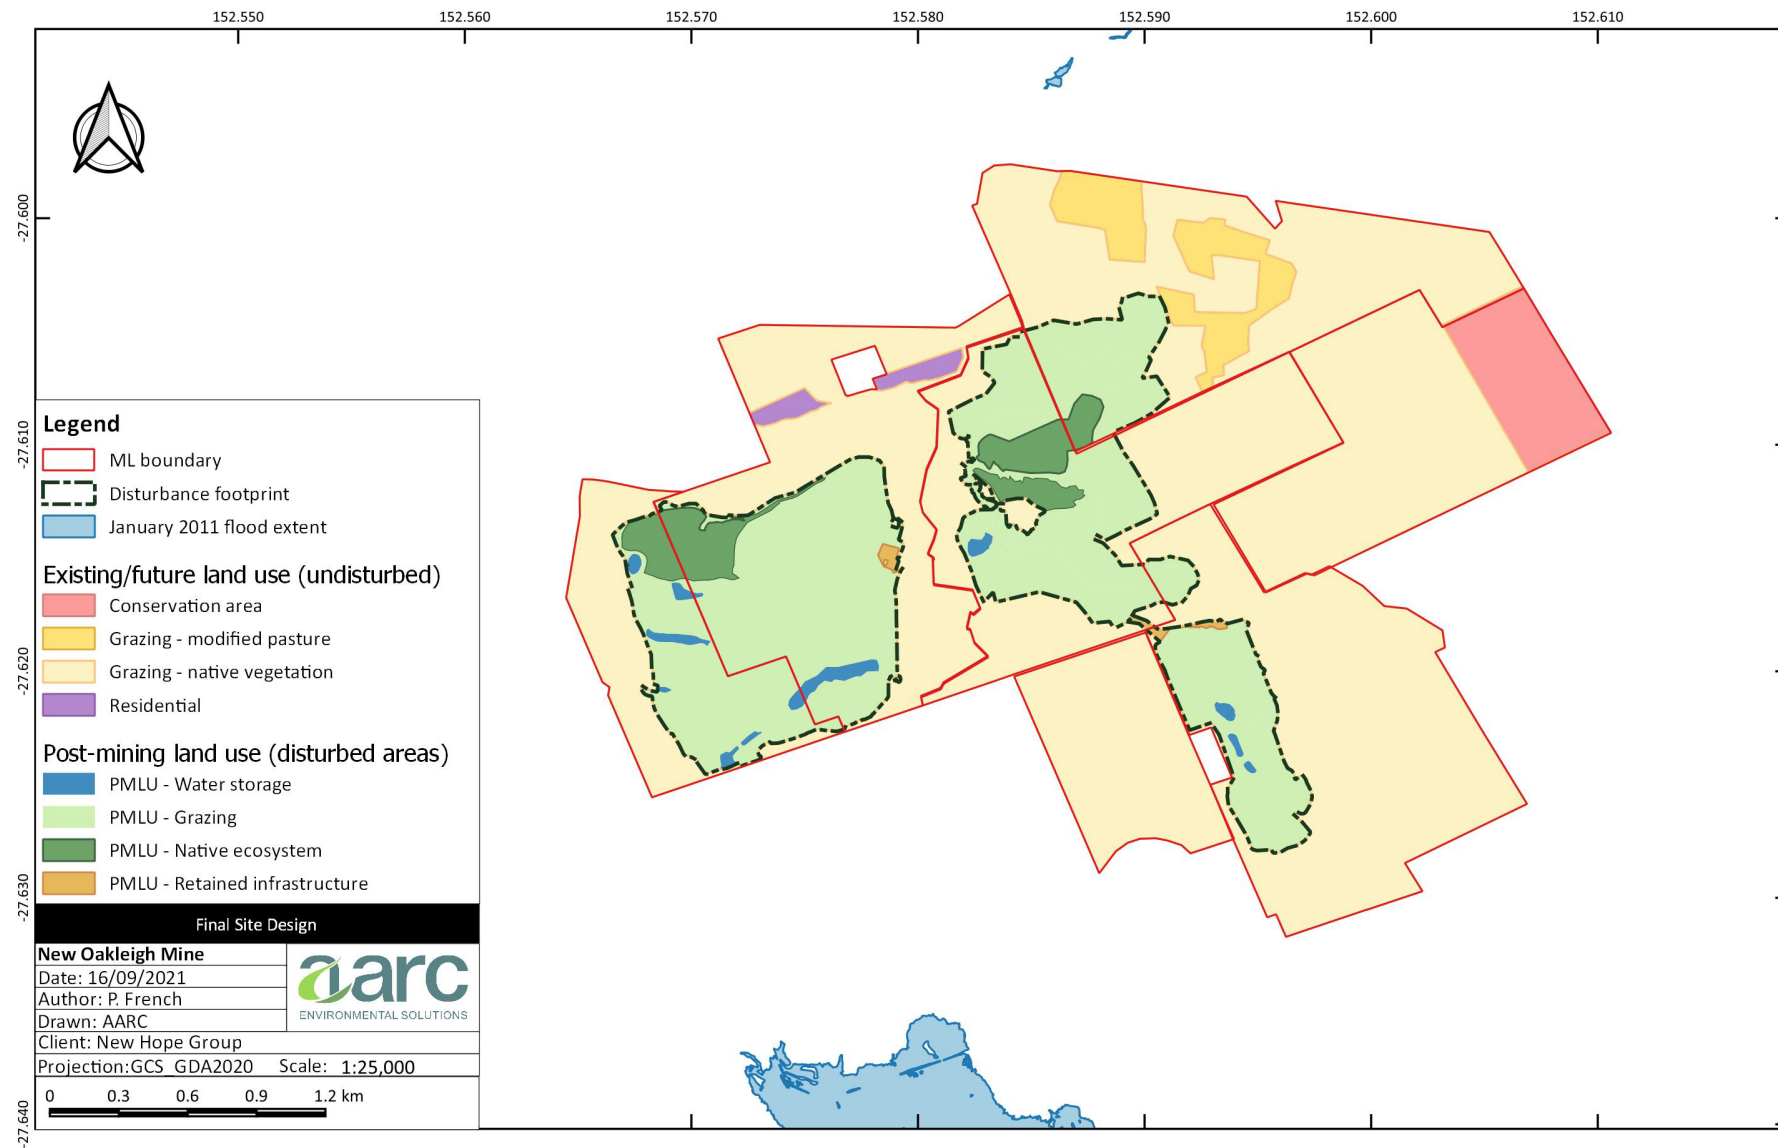 152.550 152.560 152.570 152.580 152.590 152.600 152.610
-27.600
-27.610
-27.620
-27.630
-27.640
Legend
ML boundary
Disturbance footprint
January 2011 flood extent
Existing/future land use (undisturbed)
Conservation area
Grazing - modified pasture
Grazing - native vegetation
Residential
Post-mining land use (disturbed areas)
PMLU - Water storage
PMLU - Grazing
PMLU - Native ecosystem
PMLU - Retained infrastructure
Final Site Design
New Oakleigh Mine
Date: 16/09/2021
Author: P. French
Drawn: AARC
aarc
ENVIRONMENTAL SOLUTIONS
Client: New Hope Group
Projection:GCS_GDA2020 Scale: 1:25,000
0 0.3 0.6 0.9 1.2 km